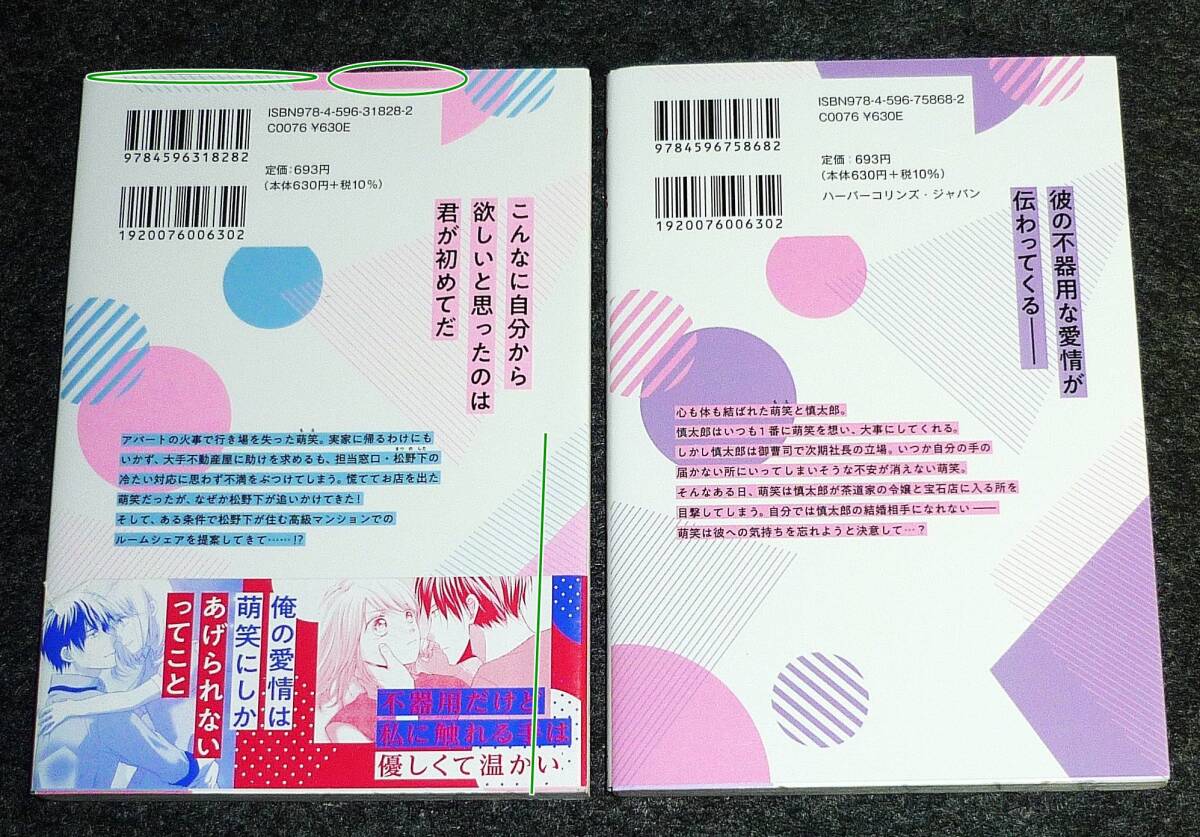 ISBN978-4-596-31828-2
C0076 ¥630E
9784596318282
定価：693円
（本体630円＋税10%）
1920076006302
こんなに自分から
欲しいと思ったのは
君が初めてだ
アパートの火事で行き場を失った萌笑。実家に帰るわけにも
いかず、大手不動産屋に助けを求めるも、担当窓口・松野下の
冷たい対応に思わず不満をぶつけてしまう。慌ててお店を出た
萌笑だったが、なぜか松野下が追いかけてきた！
そして、ある条件で松野下が住む高級マンションでの
ルームシェアを提案してきて……!?
俺の愛情は
萌笑にしか
あげられない
ってこと
不器用だけど
私に触れる手は
優しくて温かい
ISBN978-4-596-75868-2
C0076 ¥630E
9784596758682
定価：693円
（本体630円＋税10%）
ハーパーコリンズ・ジャパン
1920076006302
彼の不器用な愛情が
伝わってくる――
心も体も結ばれた萌笑と慎太郎。
慎太郎はいつも1番に萌笑を想い、大事にしてくれる。
しかし慎太郎は御曹司で次期社長の立場。いつか自分の手の
届かない所にいってしまいそうな不安が消えない萌笑。
そんなある日、萌笑は慎太郎が茶道家の令嬢と宝石店に入る所を
目撃してしまう。自分では慎太郎の結婚相手になれない――
萌笑は彼への気持ちを忘れようと決意して…？